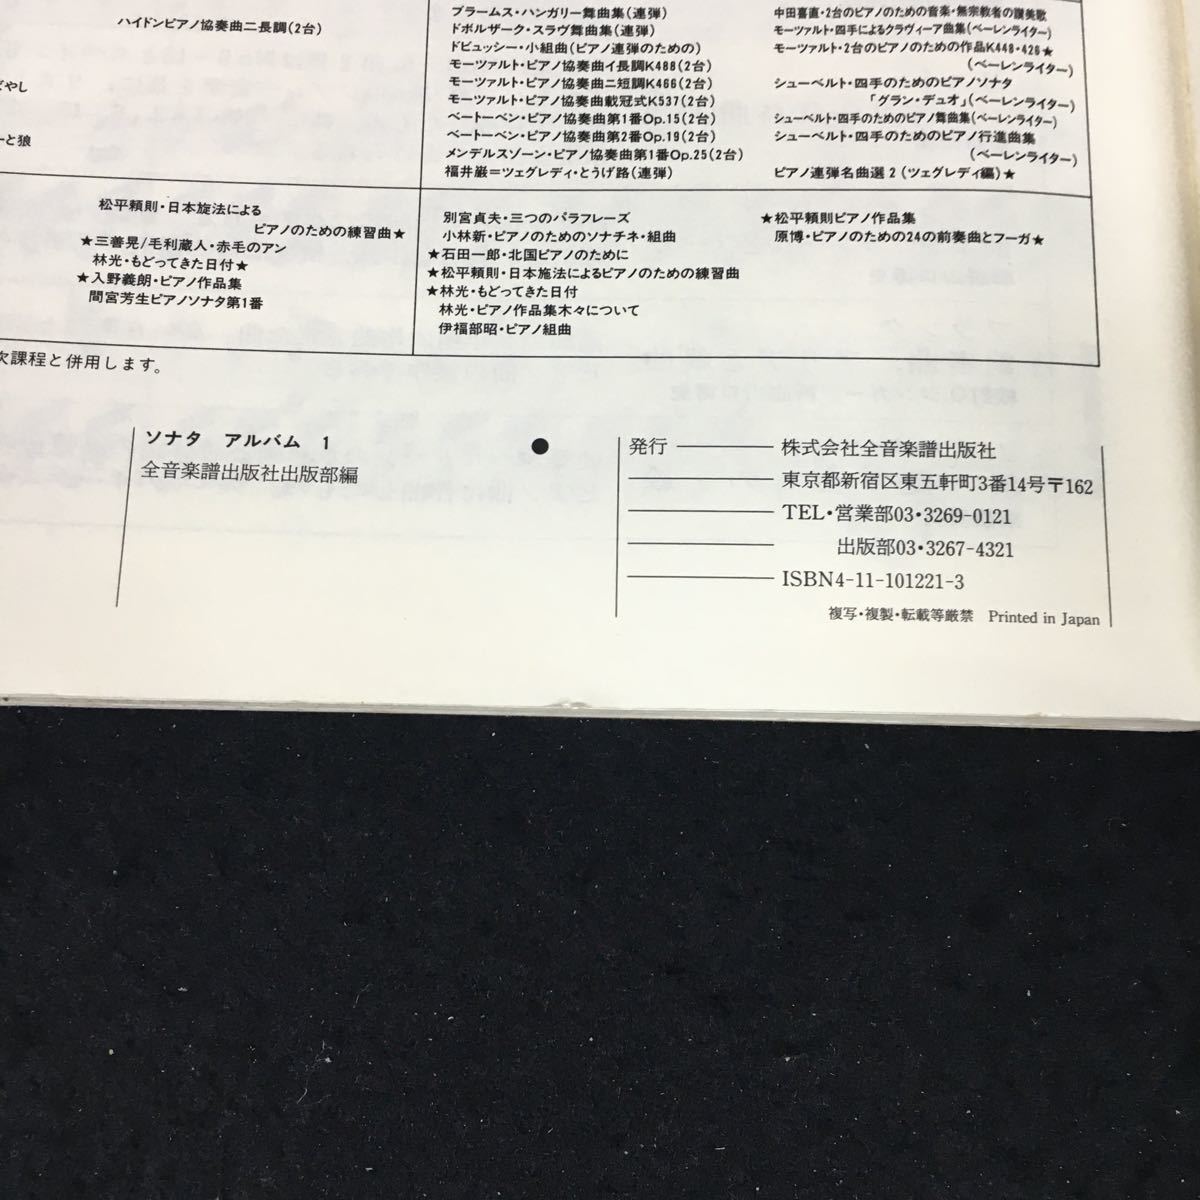 ハイドンピアノ協奏曲二長調(2台)
どやし
ーと狼
ブラームス・ハンガリー舞曲集(連弾)
ドボルザーク・スラヴ舞曲集(連弾)
ドビュッシー・小組曲(ピアノ連弾のための)
モーツァルト・ピアノ協奏曲イ長調K488(2台)
モーツァルト・ピアノ協奏曲ニ短調K466(2台)
モーツァルト・ピアノ協奏曲載冠式K537(2台)
ベートーベン・ピアノ協奏曲第1番Op.15(2台)
ベートーベン・ピアノ協奏曲第2番Op.19(2台)
メンデルスゾーン・ピアノ協奏曲第1番Op.25(2台)
福井巌=ツェグレディ・とうげ路(連弾)
中田喜直・2台のピアノのための音楽・無宗教者の讃美歌
モーツァルト・四手によるクラヴィーア曲集(ベーレンライター)
モーツァルト・2台のピアノのための作品K448・426★
(ベーレンライター)
シューベルト・四手のためのピアノソナタ
「グラン・デュオ」(ベーレンライター)
シューベルト・四手のためのピアノ舞曲集(ベーレンライター)
シューベルト・四手のためのピアノ行進曲集
(ベーレンライター)
ピアノ連弾名曲選2(ツェグレディ編)★
松平頼則・日本旋法による
ピアノのための練習曲★
★三善晃/毛利蔵人・赤毛のアン
林光・もどってきた日付★
★入野義朗・ピアノ作品集
間宮芳生ピアノソナタ第1番
別宮貞夫・三つのパラフレーズ
小林新・ピアノのためのソナチネ・組曲
★石田一郎・北国ピアノのために
★松平頼則・日本施法によるピアノのための練習曲
★林光・もどってきた日付
林光・ピアノ作品集木々について
伊福部昭・ピアノ組曲
★松平頼則ピアノ作品集
原博・ピアノのための24の前奏曲とフーガ★
次課程と併用します。
ソナタ アルバム 1
全音楽譜出版社出版部編
●
発行 株式会社全音楽譜出版社
東京都新宿区東五軒町3番14号〒162
TEL・営業部03・3269-0121
出版部03・3267-4321
ISBN4-11-101221-3
複写・複製・転載等厳禁 Printed in Japan